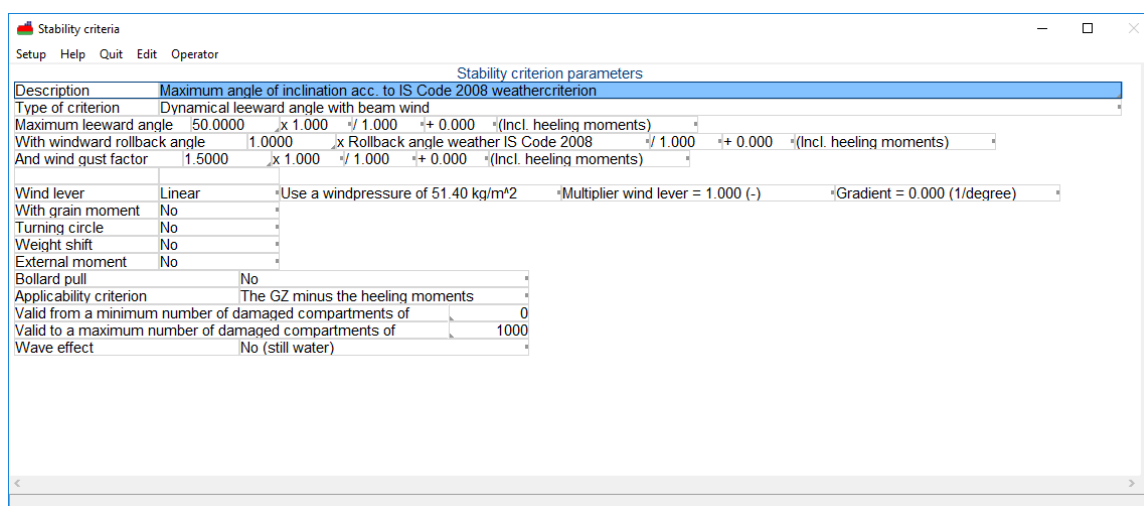 Stability criteria
Setup Help Quit Edit Operator
Stability criterion parameters
Description Maximum angle of inclination acc. to IS Code 2008 weathercriterion
Type of criterion Dynamical leeward angle with beam wind
Maximum leeward angle 50.0000 x 1.000 / 1.000 + 0.000 (Incl. heeling moments)
With windward rollback angle 1.0000 x Rollback angle weather IS Code 2008 / 1.000 + 0.000 (Incl. heeling moments)
And wind gust factor 1.5000 x 1.000 / 1.000 + 0.000 (Incl. heeling moments)
Wind lever Linear Use a windpressure of 51.40 kg/m^2 Multiplier wind lever = 1.000 (-) Gradient = 0.000 (1/degree)
With grain moment No
Turning circle No
Weight shift No
External moment No
Bollard pull No
Applicability criterion The GZ minus the heeling moments
Valid from a minimum number of damaged compartments of 0
Valid to a maximum number of damaged compartments of 1000
Wave effect No (still water)